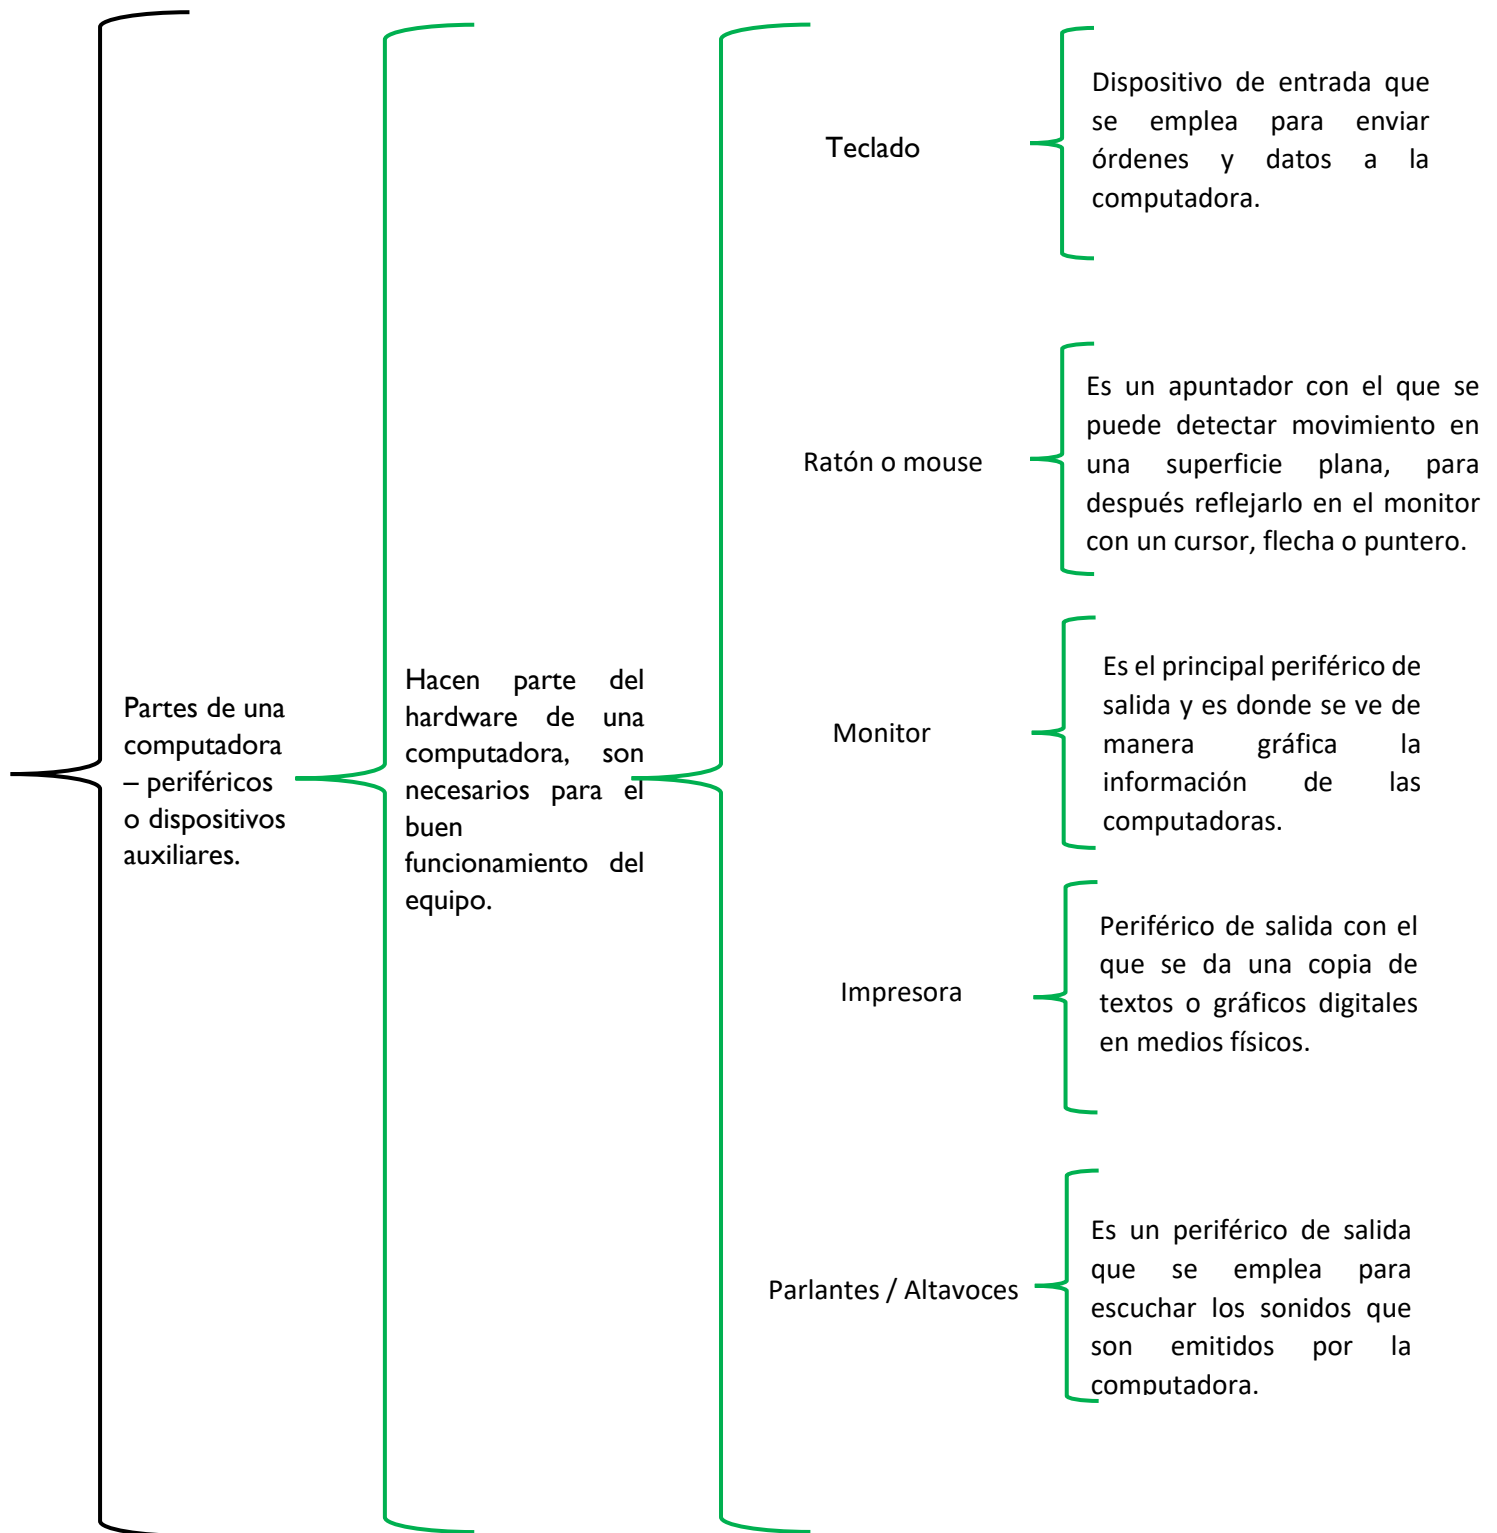 Partes de una
computadora
– periféricos
o dispositivos
auxiliares.
Hacen parte del
hardware de una
computadora, son
necesarios para el
buen
funcionamiento del
equipo.
Teclado
Dispositivo de entrada que
se emplea para enviar
órdenes y datos a la
computadora.
Ratón o mouse
Es un apuntador con el que se
puede detectar movimiento en
una superficie plana, para
después reflejarlo en el monitor
con un cursor, flecha o puntero.
Monitor
Es el principal periférico de
salida y es donde se ve de
manera gráfica la
información de las
computadoras.
Impresora
Periférico de salida con el
que se da una copia de
textos o gráficos digitales
en medios físicos.
Parlantes / Altavoces
Es un periférico de salida
que se emplea para
escuchar los sonidos que
son emitidos por la
computadora.